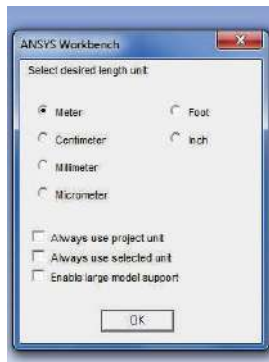 ANSYS Workbench
Select desired length unit:
Meter
Foot
Centimeter
Inch
Millimeter
Micrometer
Always use project unit
Always use selected unit
Enable large model support
OK